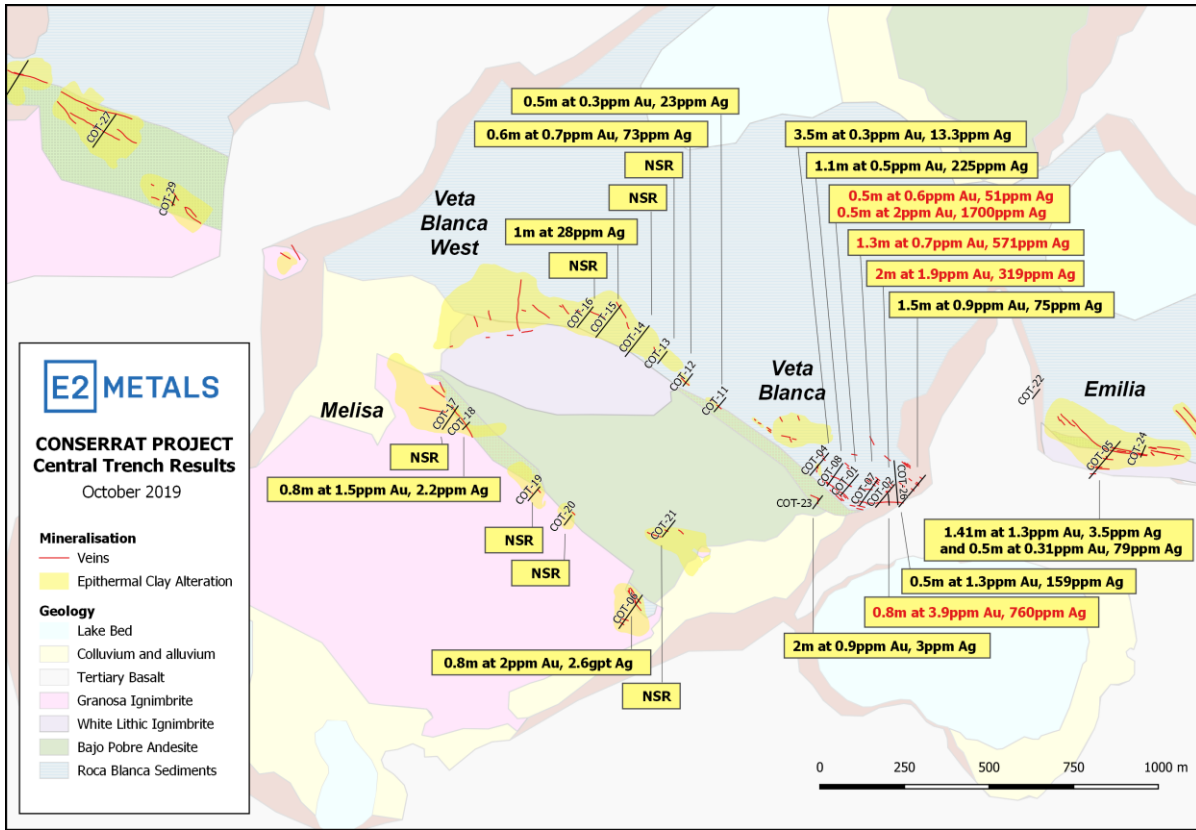 0.5m at 0.3ppm Au, 23ppm Ag
0.6m at 0.7ppm Au, 73ppm Ag
NSR
NSR
1m at 28ppm Ag
NSR
3.5m at 0.3ppm Au, 13.3ppm Ag
1.1m at 0.5ppm Au, 225ppm Ag
0.5m at 0.6ppm Au, 51ppm Ag
0.5m at 2ppm Au, 1700ppm Ag
1.3m at 0.7ppm Au, 571ppm Ag
2m at 1.9ppm Au, 319ppm Ag
1.5m at 0.9ppm Au, 75ppm Ag
COT-27
COT-29
Veta
Blanca
West
COT-16
COT-15
COT-14
COT-13
COT-12
COT-11
Veta
Blanca
COT-04
COT-08
COT-01
COT-07
COT-02
COT-26
COT-23
COT-22
Emilia
COT-05
COT-24
Melisa
COT-17
COT-18
NSR
0.8m at 1.5ppm Au, 2.2ppm Ag
COT-19
COT-20
NSR
NSR
COT-21
COT-06
0.8m at 2ppm Au, 2.6gpt Ag
NSR
1.41m at 1.3ppm Au, 3.5ppm Ag
and 0.5m at 0.31ppm Au, 79ppm Ag
0.5m at 1.3ppm Au, 159ppm Ag
0.8m at 3.9ppm Au, 760ppm Ag
2m at 0.9ppm Au, 3ppm Ag
E2 METALS
CONSERRAT PROJECT
Central Trench Results
October 2019
Mineralisation
Veins
Epithermal Clay Alteration
Geology
Lake Bed
Colluvium and alluvium
Tertiary Basalt
Granosa Ignimbrite
White Lithic Ignimbrite
Bajo Pobre Andesite
Roca Blanca Sediments
0 250 500 750 1000 m